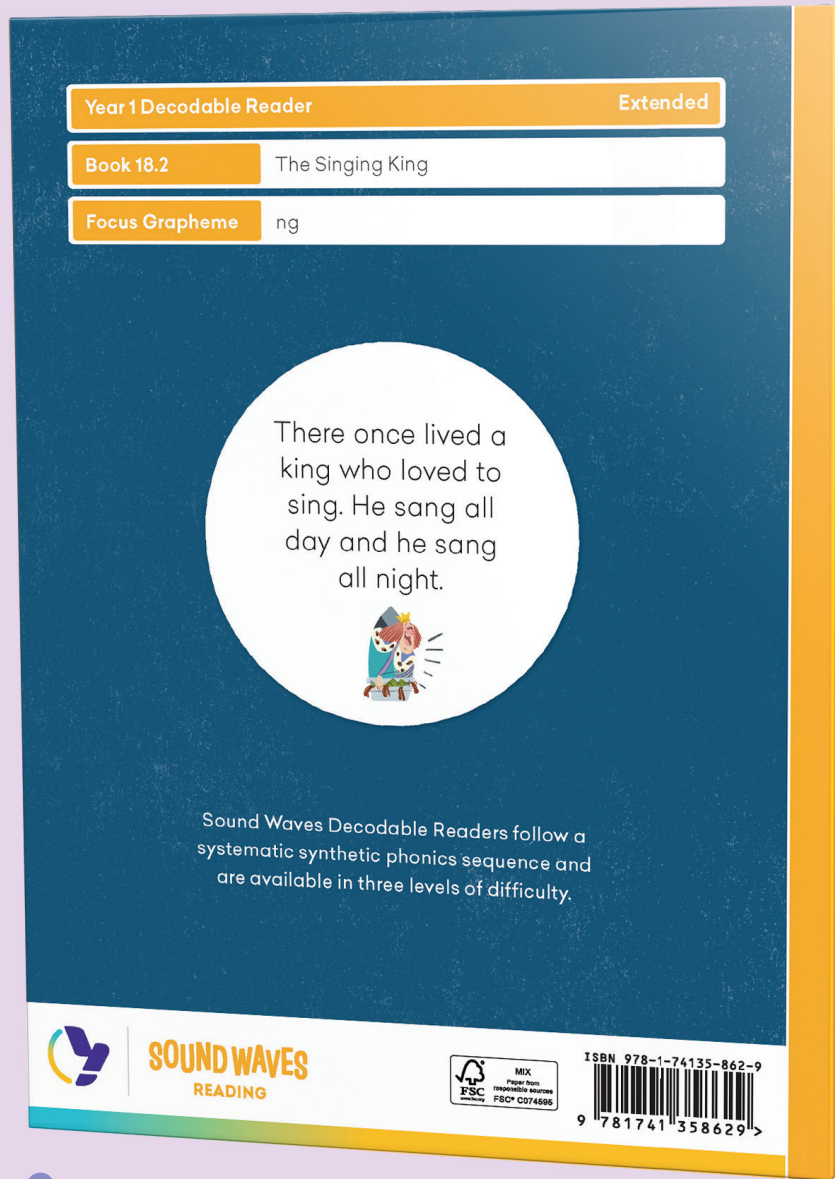 Year 1 Decodable Reader Extended
Book 18.2 The Singing King
Focus Grapheme ng
There once lived a
king who loved to
sing. He sang all
day and he sang
all night.
Sound Waves Decodable Readers follow a
systematic synthetic phonics sequence and
are available in three levels of difficulty.
SOUND WAVES
READING
FSC
www.fsc.org
MIX
Paper from
responsible sources
FSC® C074595
ISBN 978-1-74135-862-9
9 781741 358629 >